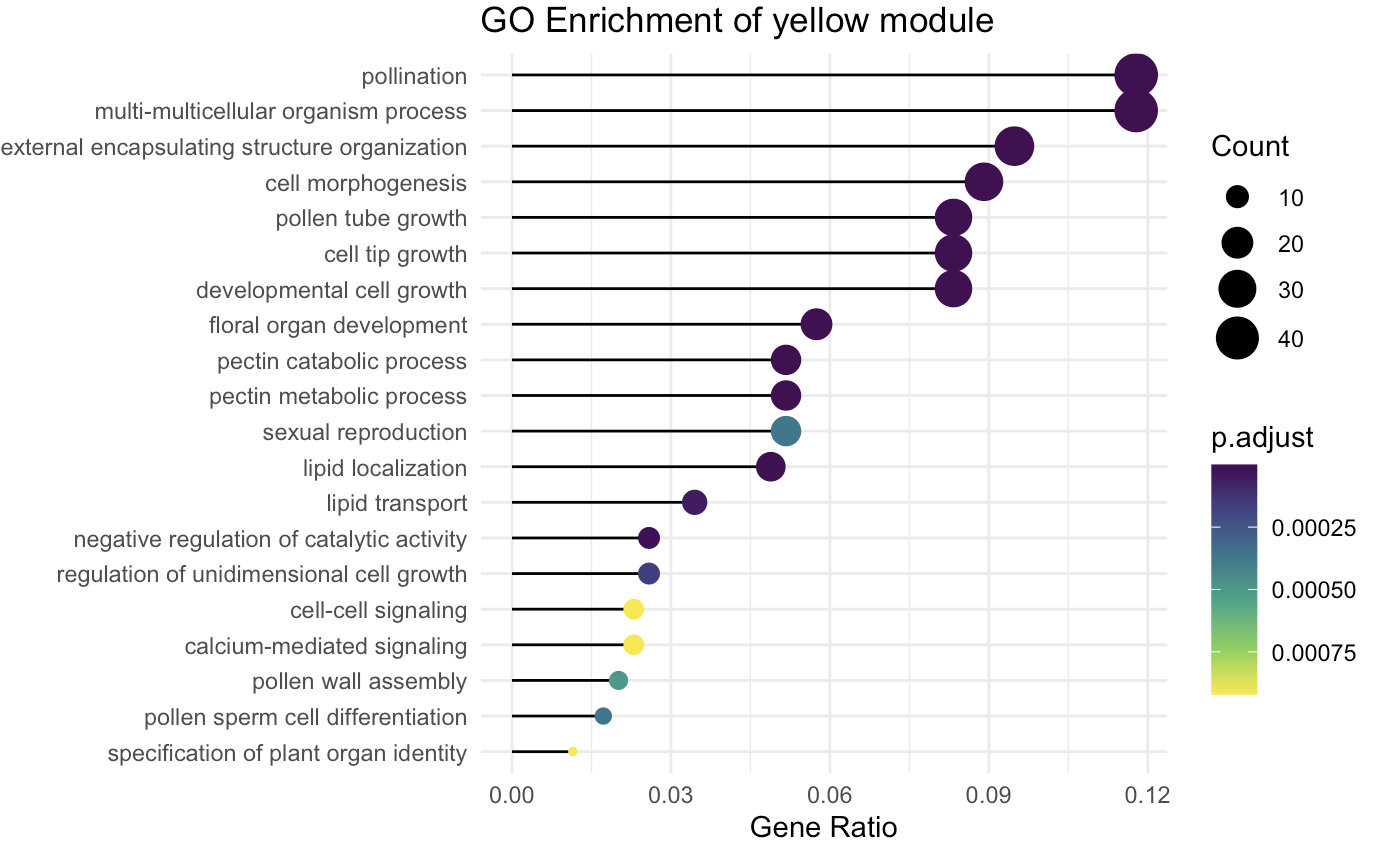 GO Enrichment of yellow module
pollination
multi-multicellular organism process
external encapsulating structure organization
cell morphogenesis
pollen tube growth
cell tip growth
developmental cell growth
floral organ development
pectin catabolic process
pectin metabolic process
sexual reproduction
lipid localization
lipid transport
negative regulation of catalytic activity
regulation of unidimensional cell growth
cell-cell signaling
calcium-mediated signaling
pollen wall assembly
pollen sperm cell differentiation
specification of plant organ identity
0.00 0.03 0.06 0.09 0.12
Gene Ratio
Count
10
20
30
40
p.adjust
0.00025
0.00050
0.00075